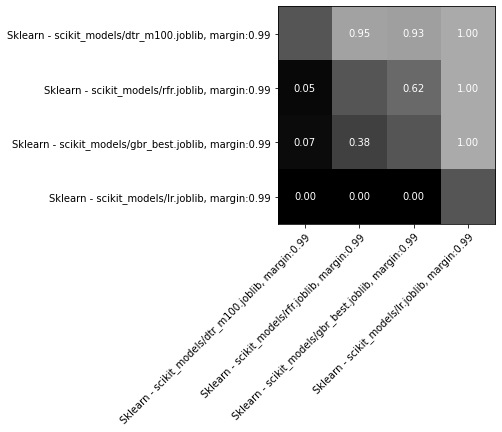 Sklearn - scikit_models/dtr_m100.joblib, margin:0.99
0.95 0.93 1.00
Sklearn - scikit_models/rfr.joblib, margin:0.99
0.05 0.62 1.00
Sklearn - scikit_models/gbr_best.joblib, margin:0.99
0.07 0.38 1.00
Sklearn - scikit_models/lr.joblib, margin:0.99
0.00 0.00 0.00
Sklearn - scikit_models/dtr_m100.joblib, margin:0.99
Sklearn - scikit_models/rfr.joblib, margin:0.99
Sklearn - scikit_models/gbr_best.joblib, margin:0.99
Sklearn - scikit_models/lr.joblib, margin:0.99